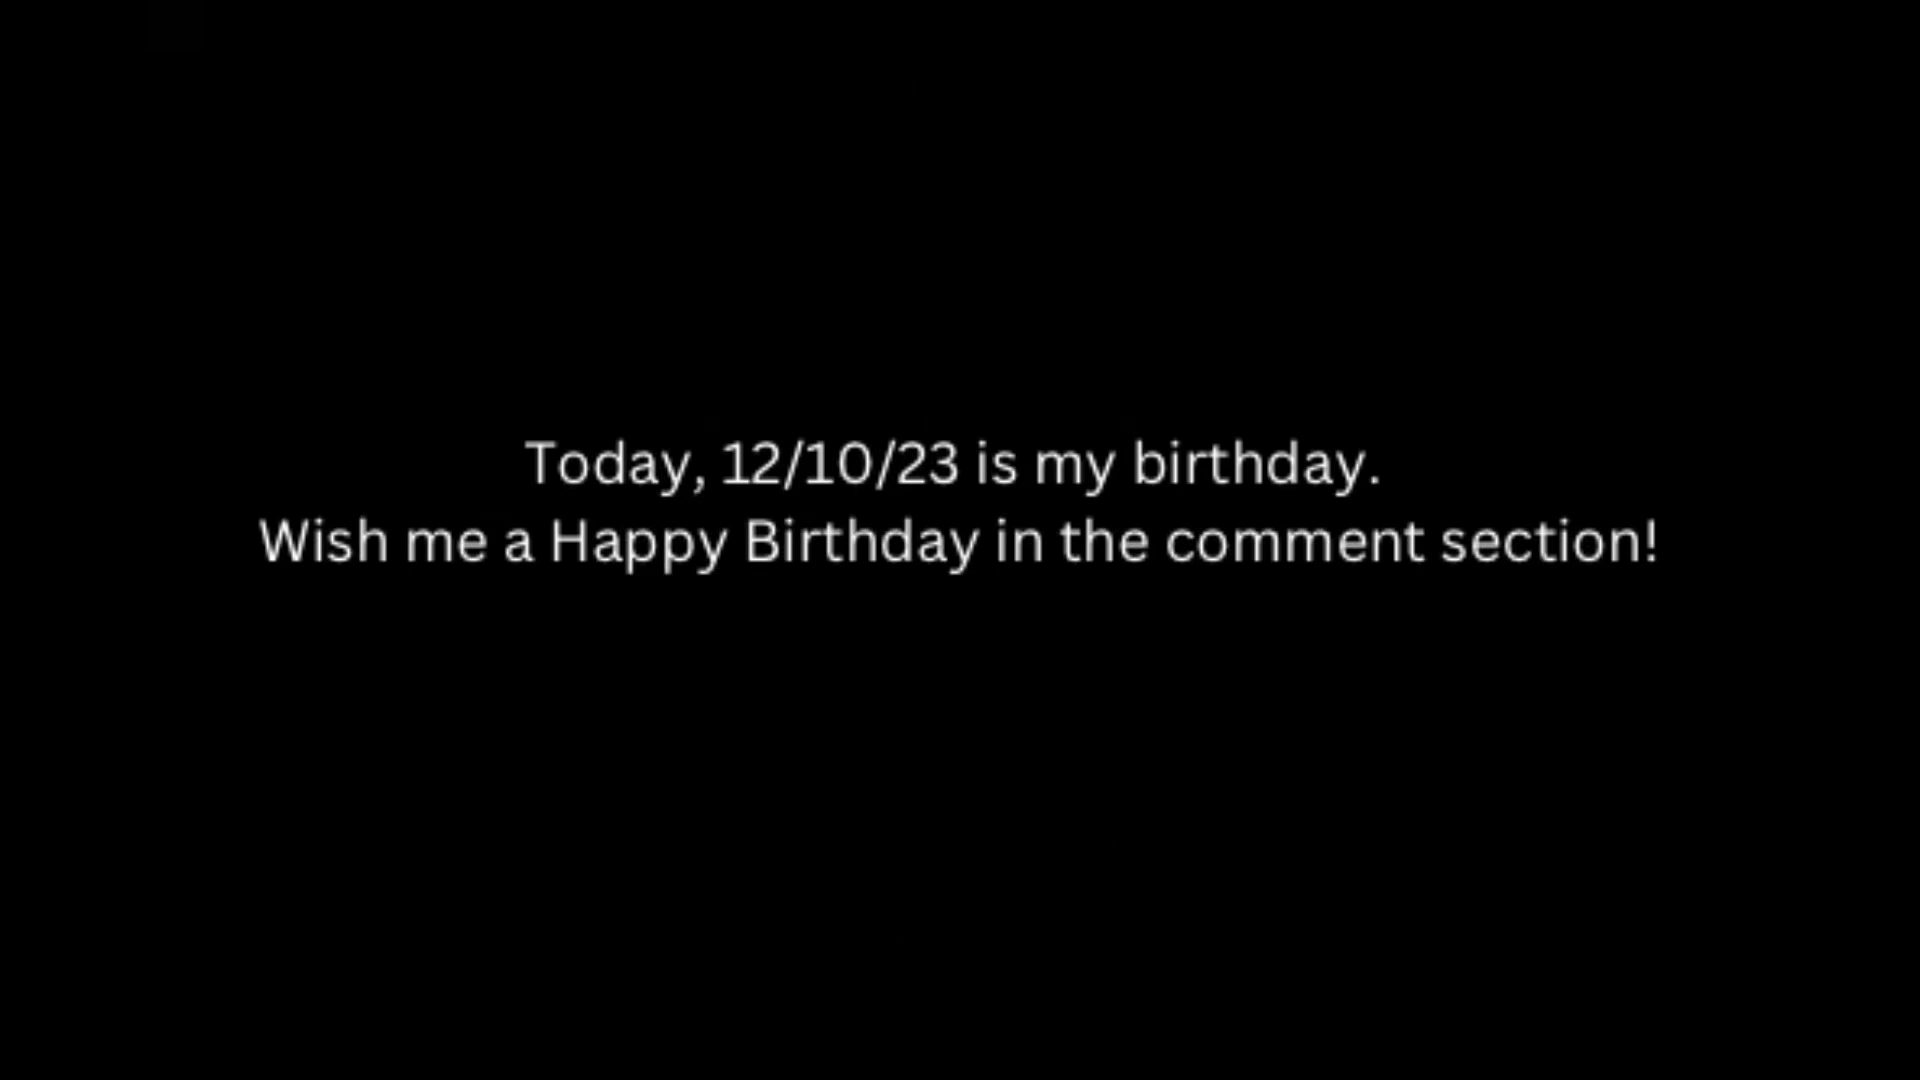 Today, 12/10/23 is my birthday.
Wish me a Happy Birthday in the comment section!